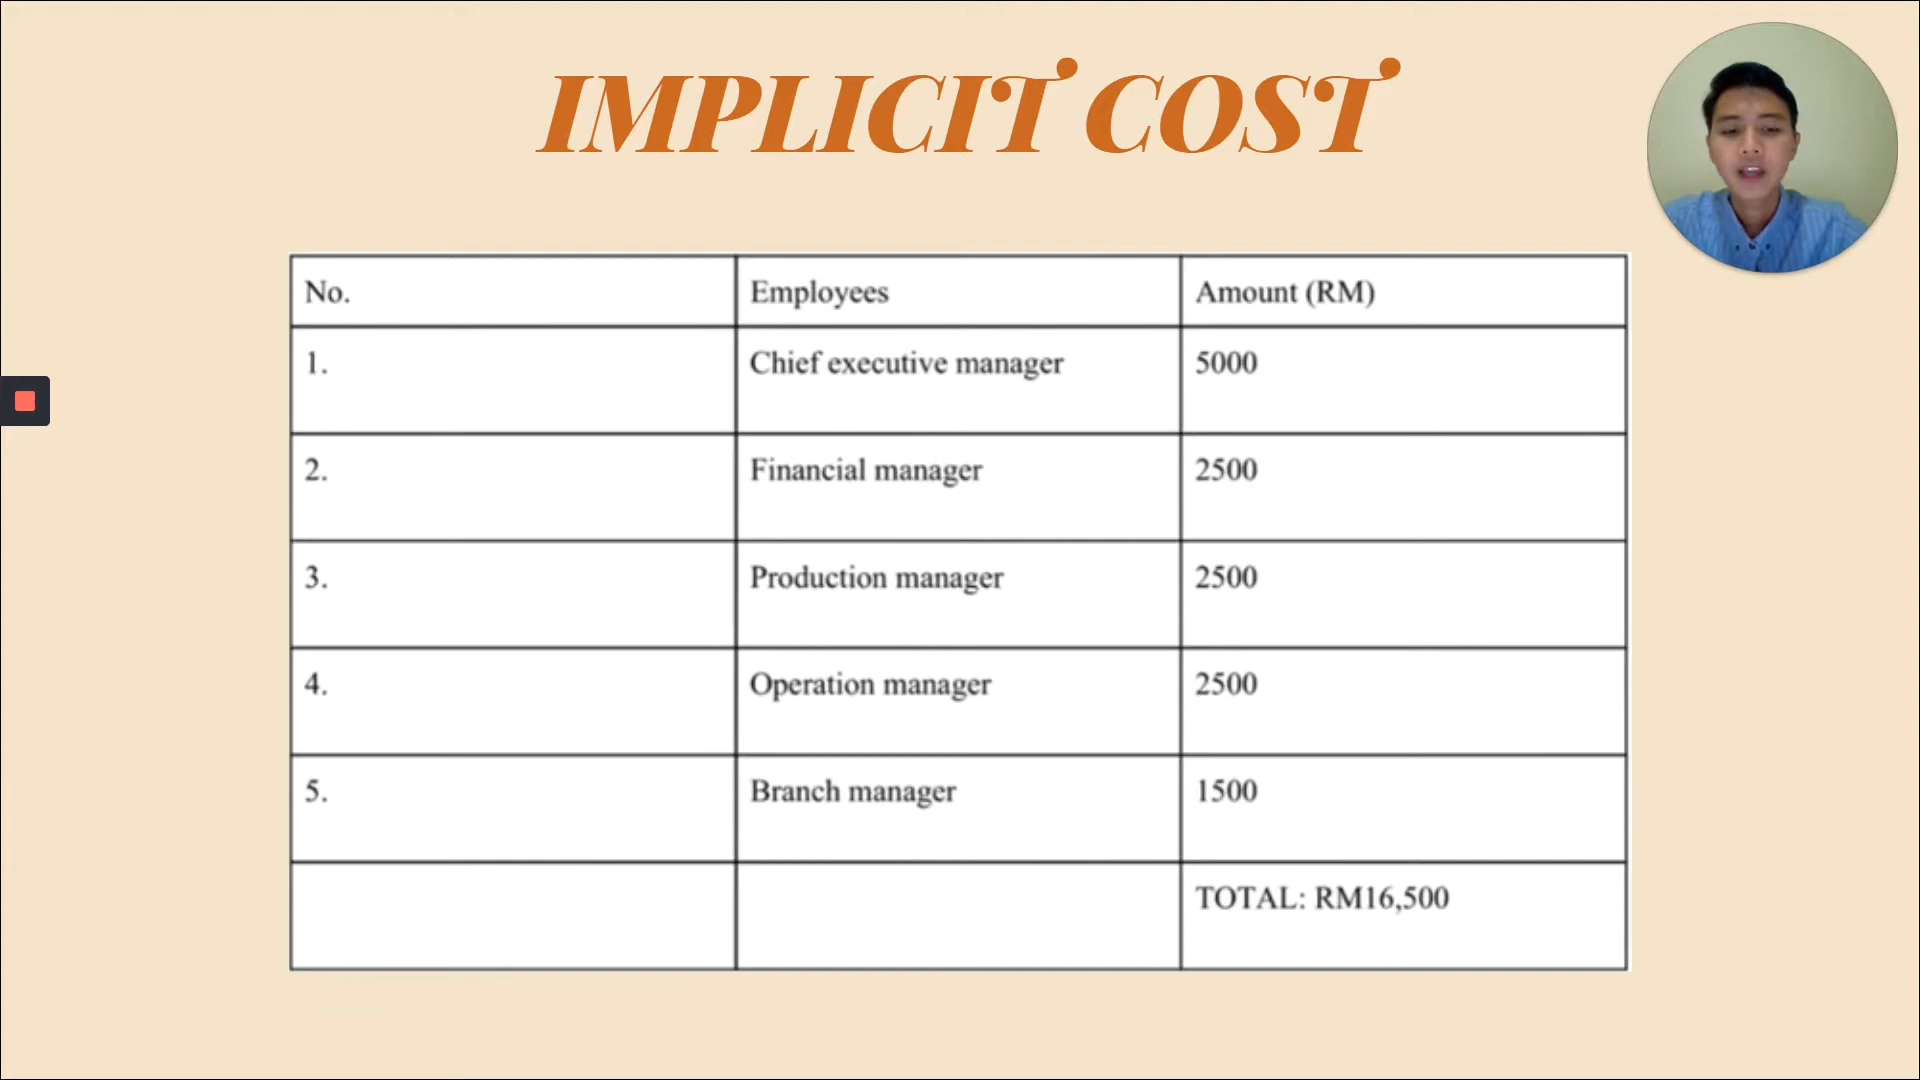 IMPLICIT COST
No. Employees Amount (RM)
1. Chief executive manager 5000
2. Financial manager 2500
3. Production manager 2500
4. Operation manager 2500
5. Branch manager 1500
TOTAL: RM16,500